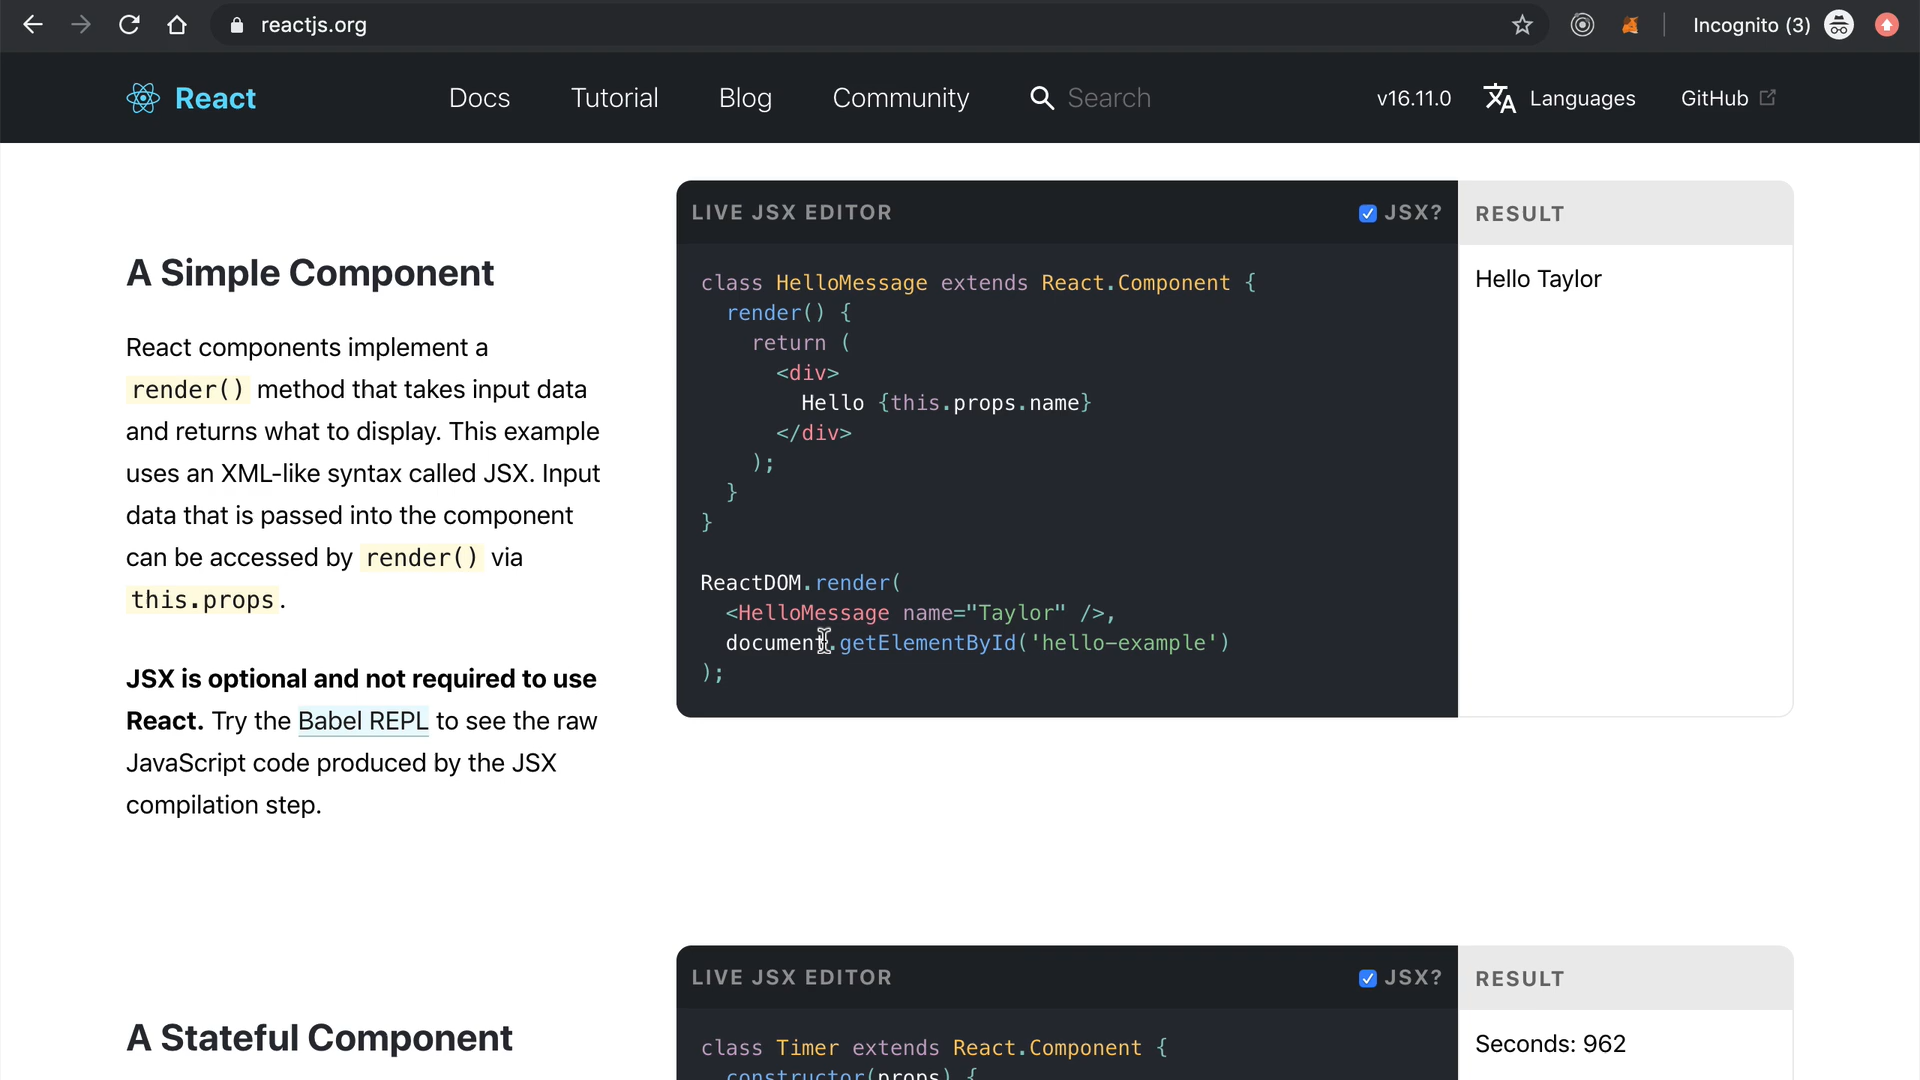 reactjs.org
Incognito (3)
React
Docs
Tutorial
Blog
Community
Search
v16.11.0
Languages
GitHub
A Simple Component
React components implement a
render() method that takes input data
and returns what to display. This example
uses an XML-like syntax called JSX. Input
data that is passed into the component
can be accessed by render() via
this.props.
JSX is optional and not required to use
React. Try the Babel REPL to see the raw
JavaScript code produced by the JSX
compilation step.
LIVE JSX EDITOR
JSX?
class HelloMessage extends React.Component {
  render() {
    return (
      <div>
        Hello {this.props.name}
      </div>
    );
  }
}
ReactDOM.render(
  <HelloMessage name="Taylor" />,
  document.getElementById('hello-example')
);
RESULT
Hello Taylor
A Stateful Component
LIVE JSX EDITOR
JSX?
class Timer extends React.Component {
  constructor(props) {
RESULT
Seconds: 962